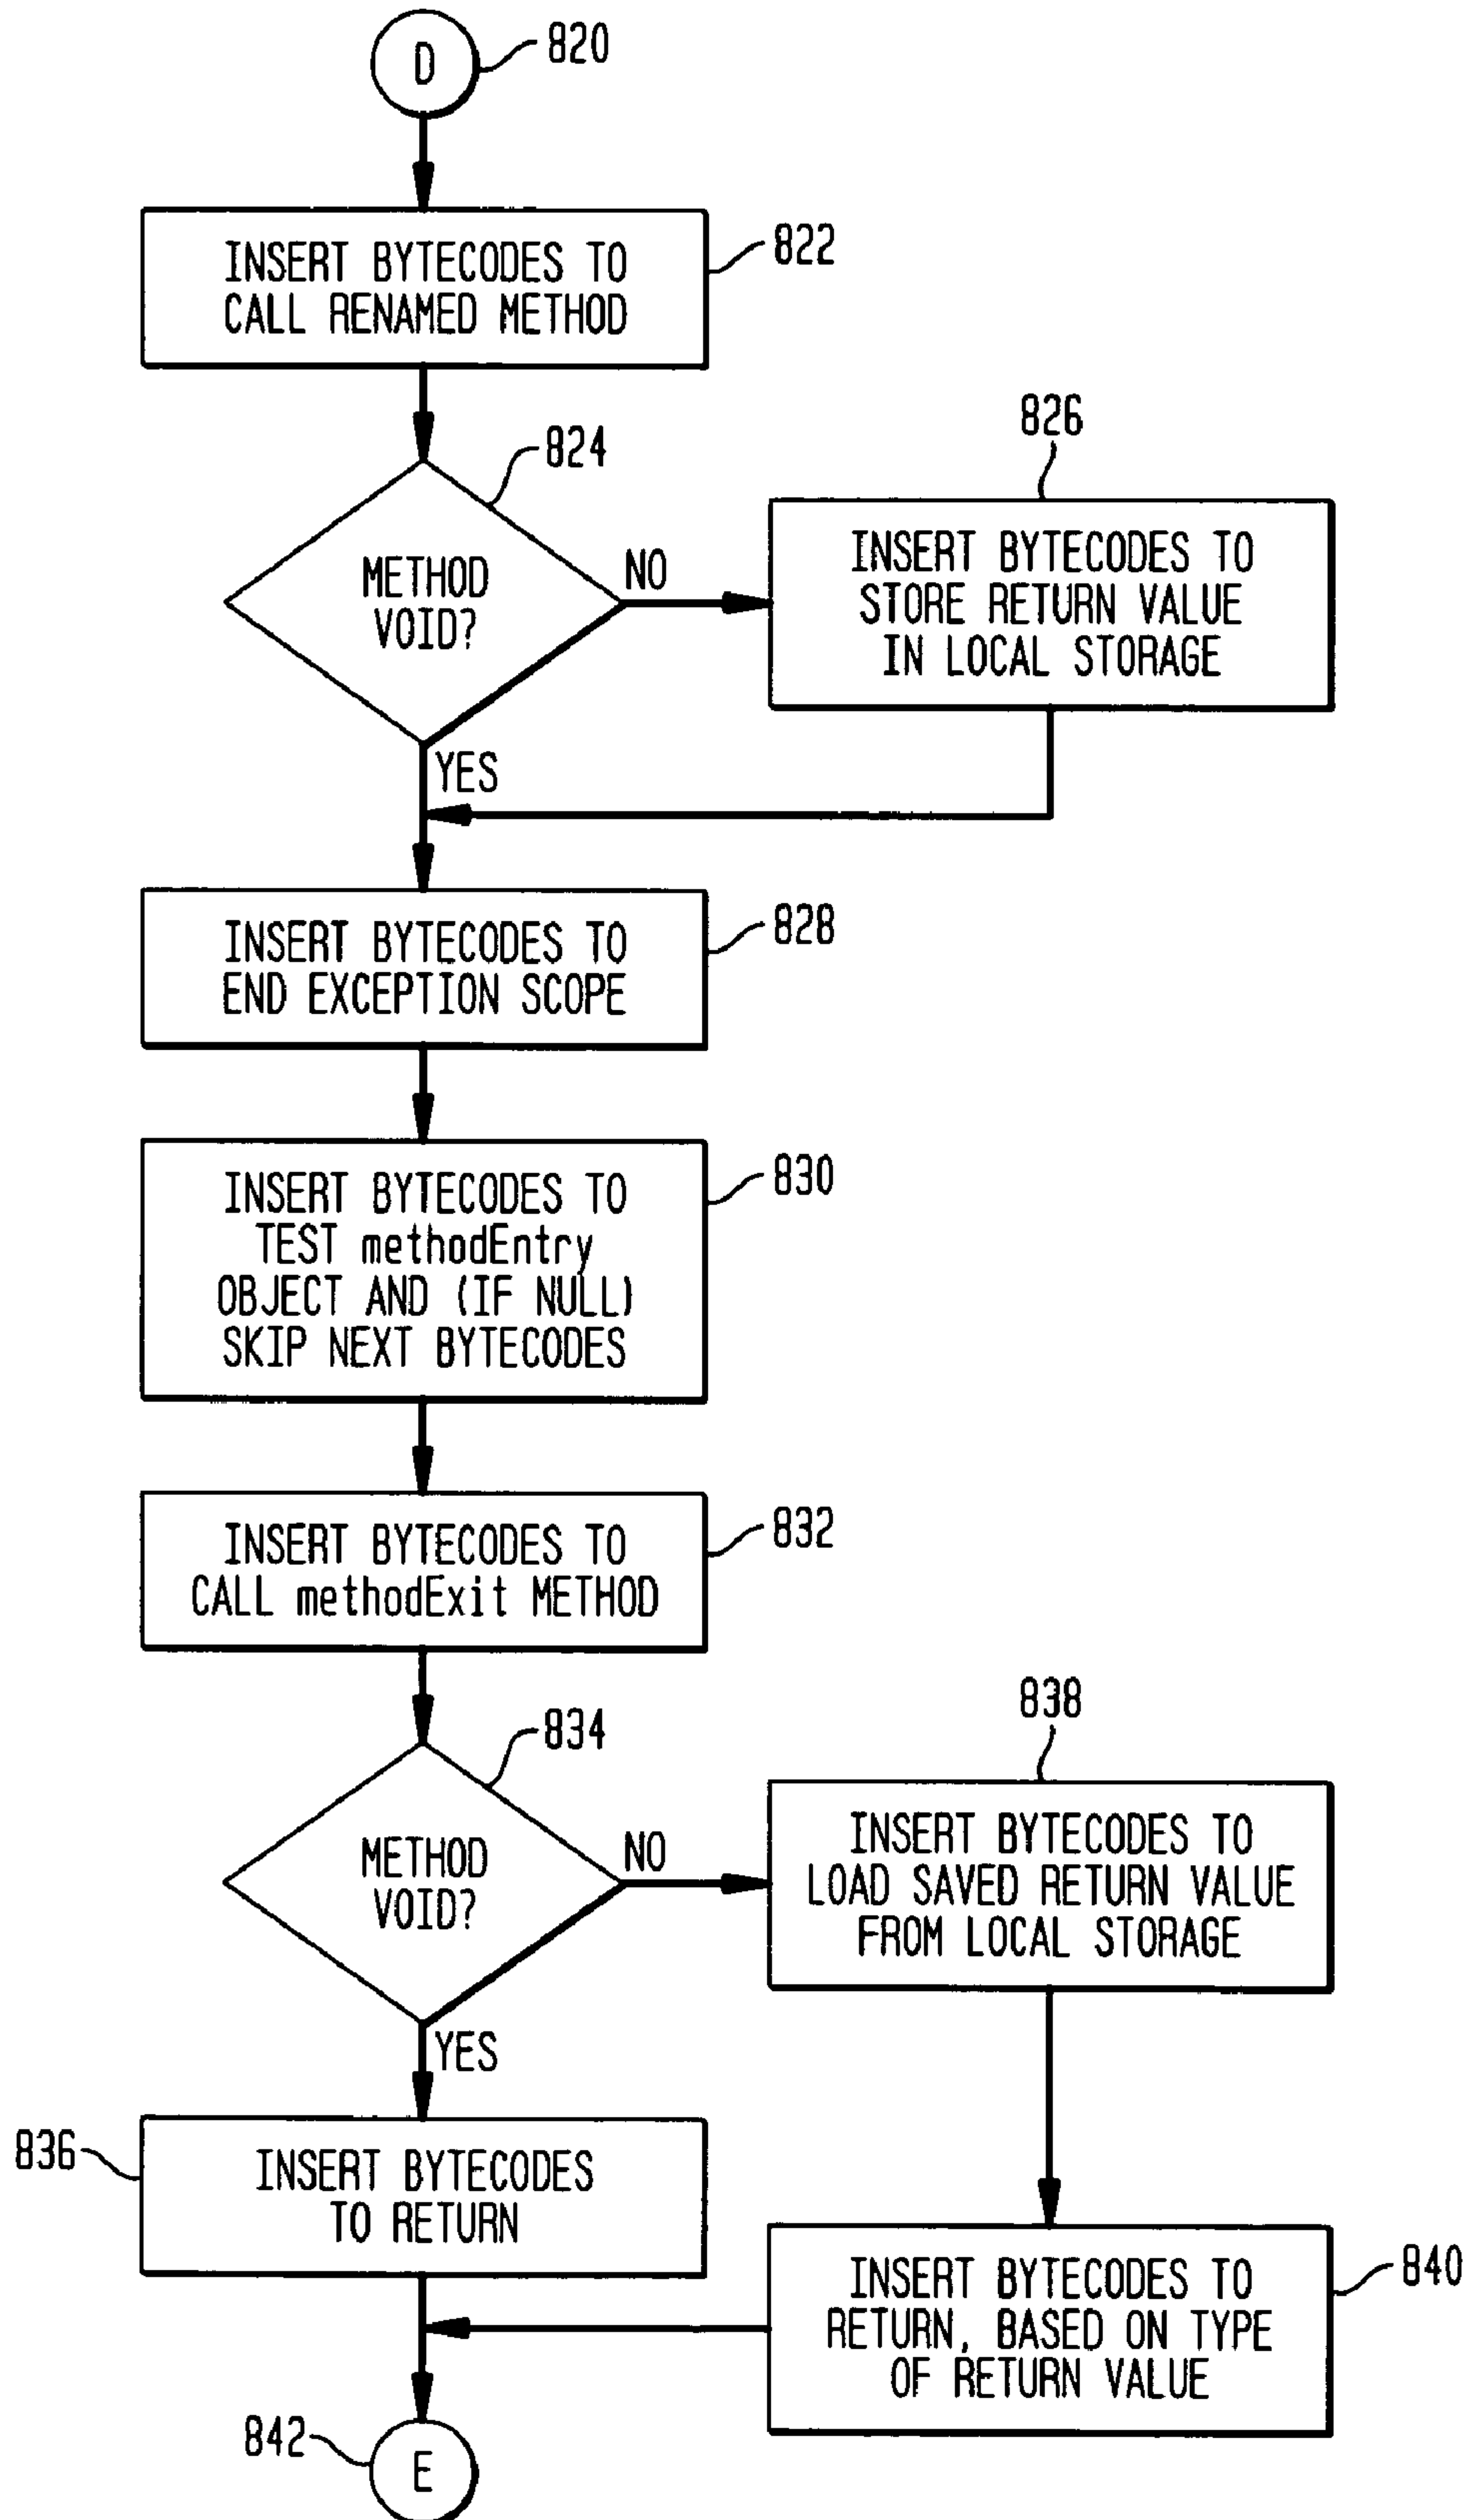 D
820
INSERT BYTECODES TO
CALL RENAMED METHOD
822
824
METHOD
VOID?
NO
YES
826
INSERT BYTECODES TO
STORE RETURN VALUE
IN LOCAL STORAGE
INSERT BYTECODES TO
END EXCEPTION SCOPE
828
INSERT BYTECODES TO
TEST methodEntry
OBJECT AND (IF NULL)
SKIP NEXT BYTECODES
830
INSERT BYTECODES TO
CALL methodExit METHOD
832
834
METHOD
VOID?
NO
YES
838
INSERT BYTECODES TO
LOAD SAVED RETURN VALUE
FROM LOCAL STORAGE
836
INSERT BYTECODES
TO RETURN
INSERT BYTECODES TO
RETURN, BASED ON TYPE
OF RETURN VALUE
840
842
E